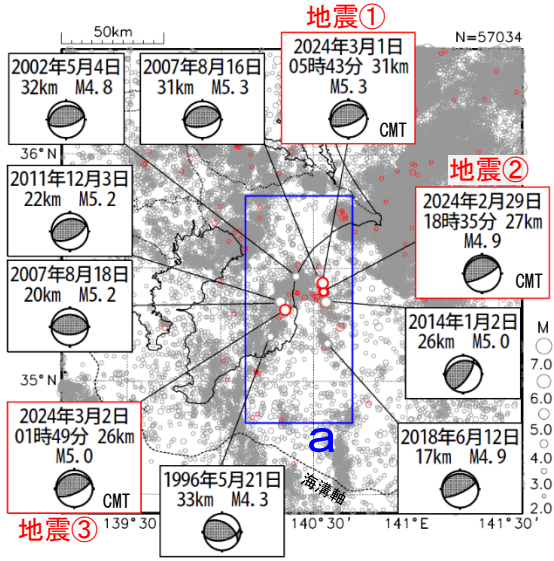 50km
地震①
N=57034
2002年5月4日
32km M4.8
2007年8月16日
31km M5.3
2024年3月1日
05時43分 31km
M5.3
CMT
36°N
地震②
2011年12月3日
22km M5.2
2024年2月29日
18時35分 27km
M4.9
CMT
2007年8月18日
20km M5.2
2014年1月2日
26km M5.0
M
7.0
6.0
5.0
4.0
3.0
2.0
35°N
2024年3月2日
01時49分 26km
M5.0
CMT
地震③
a
2018年6月12日
17km M4.9
1996年5月21日
33km M4.3
海溝軸
139°30′
140°30′
141°E
141°30′